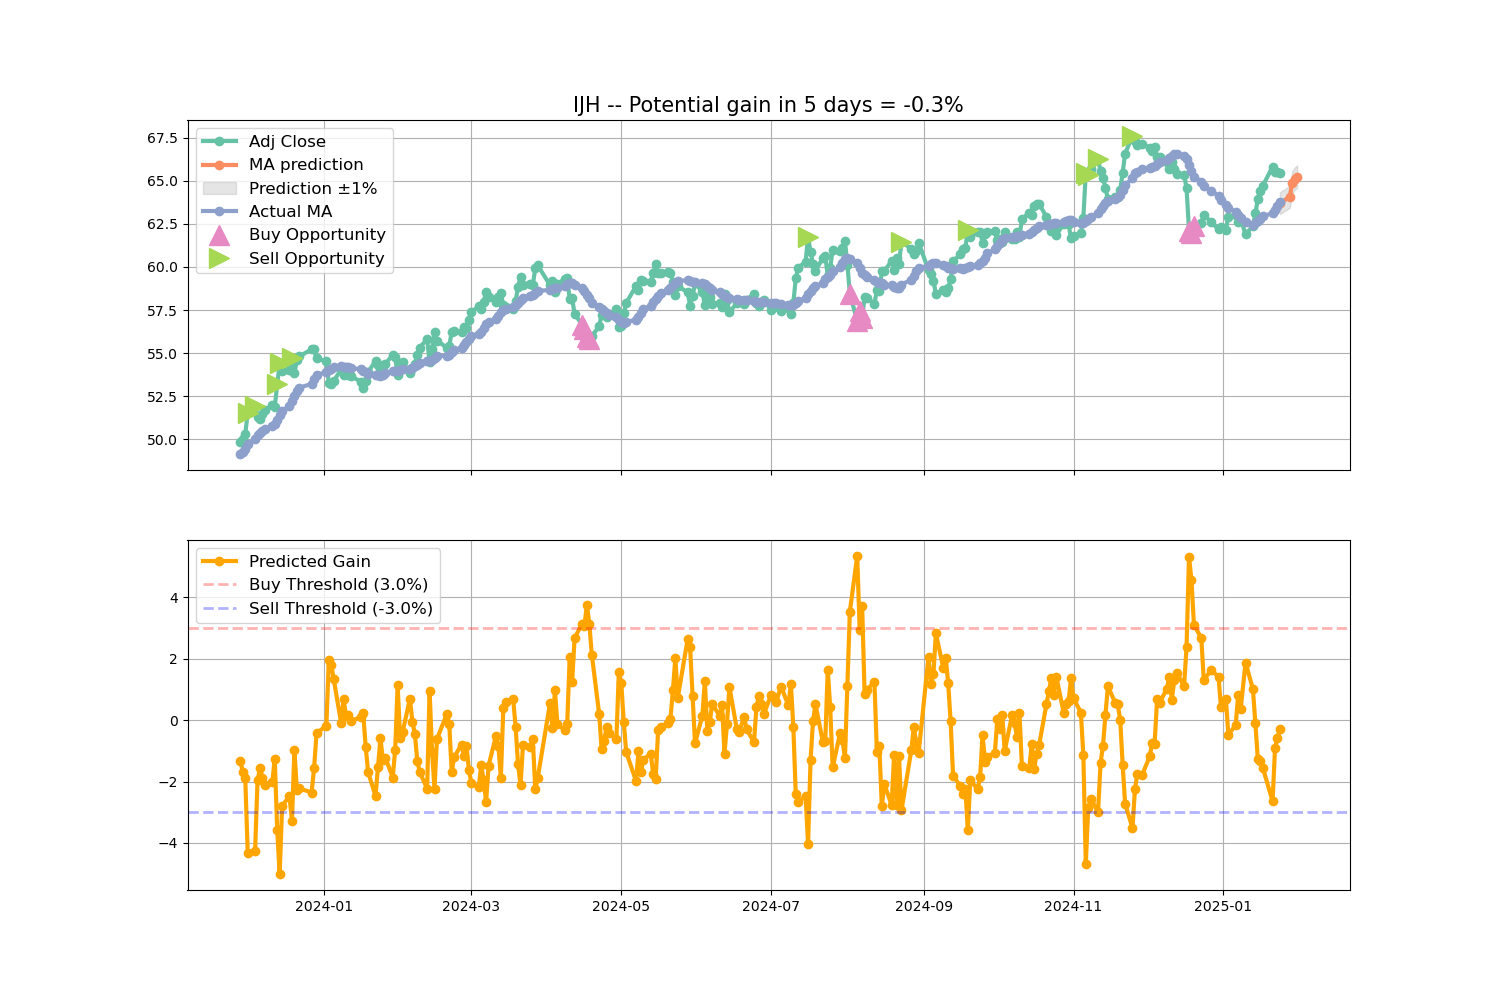 IJH -- Potential gain in 5 days = -0.3%
67.5
65.0
62.5
60.0
57.5
55.0
52.5
50.0
Adj Close
MA prediction
Prediction ±1%
Actual MA
Buy Opportunity
Sell Opportunity
4
2
0
−2
−4
Predicted Gain
Buy Threshold (3.0%)
Sell Threshold (-3.0%)
2024-01
2024-03
2024-05
2024-07
2024-09
2024-11
2025-01